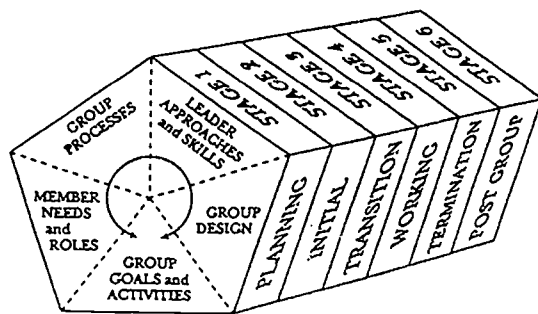 GROUP
PROCESSES
LEADER
APPROACHES
and SKILLS
MEMBER
NEEDS
and
ROLES
GROUP
DESIGN
GROUP
GOALS and
ACTIVITIES
STAGE 1
STAGE 2
STAGE 3
STAGE 4
STAGE 5
STAGE 6
PLANNING
INITIAL
TRANSITION
WORKING
TERMINATION
POST GROUP